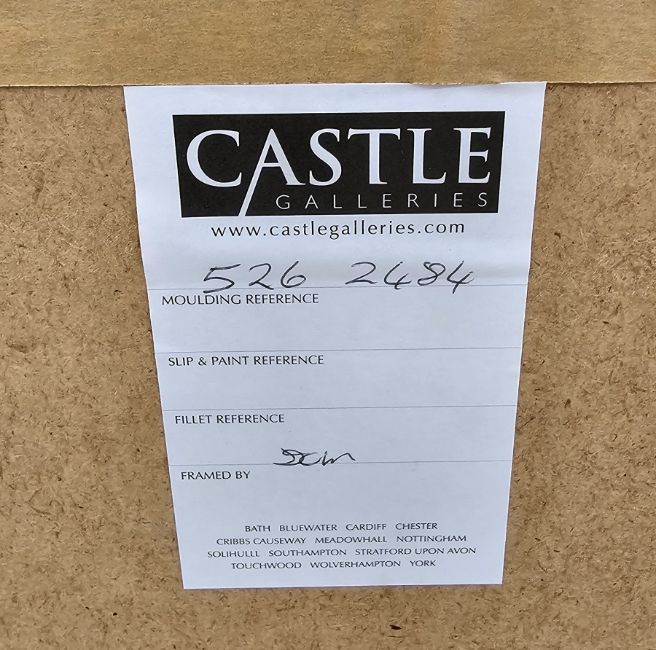 CASTLE
GALLERIES
www.castlegalleries.com
526 2484
MOULDING REFERENCE
SLIP & PAINT REFERENCE
FILLET REFERENCE
FRAMED BY
BATH BLUEWATER CARDIFF CHESTER
CRIBBS CAUSEWAY MEADOWHALL NOTTINGHAM
SOLIHULLL SOUTHAMPTON STRATFORD UPON AVON
TOUCHWOOD WOLVERHAMPTON YORK